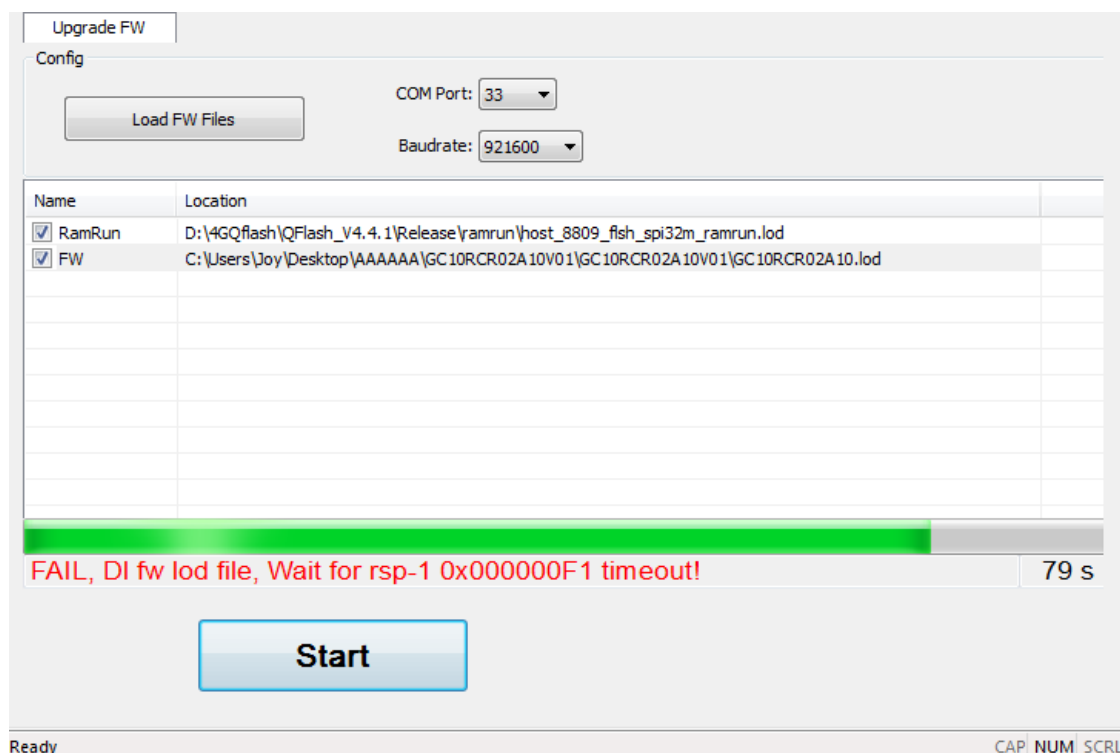 Upgrade FW
Config
Load FW Files
COM Port: 33
Baudrate: 921600
Name Location
RamRun D:\4GQflash\QFlash_V4.4.1\Release\ramrun\host_8809_flsh_spi32m_ramrun.lod
FW C:\Users\Joy\Desktop\AAAAAA\GC10RCR02A10V01\GC10RCR02A10V01\GC10RCR02A10.lod
FAIL, Dl fw lod file, Wait for rsp-1 0x000000F1 timeout! 79 s
Start
Ready CAP NUM SCRL